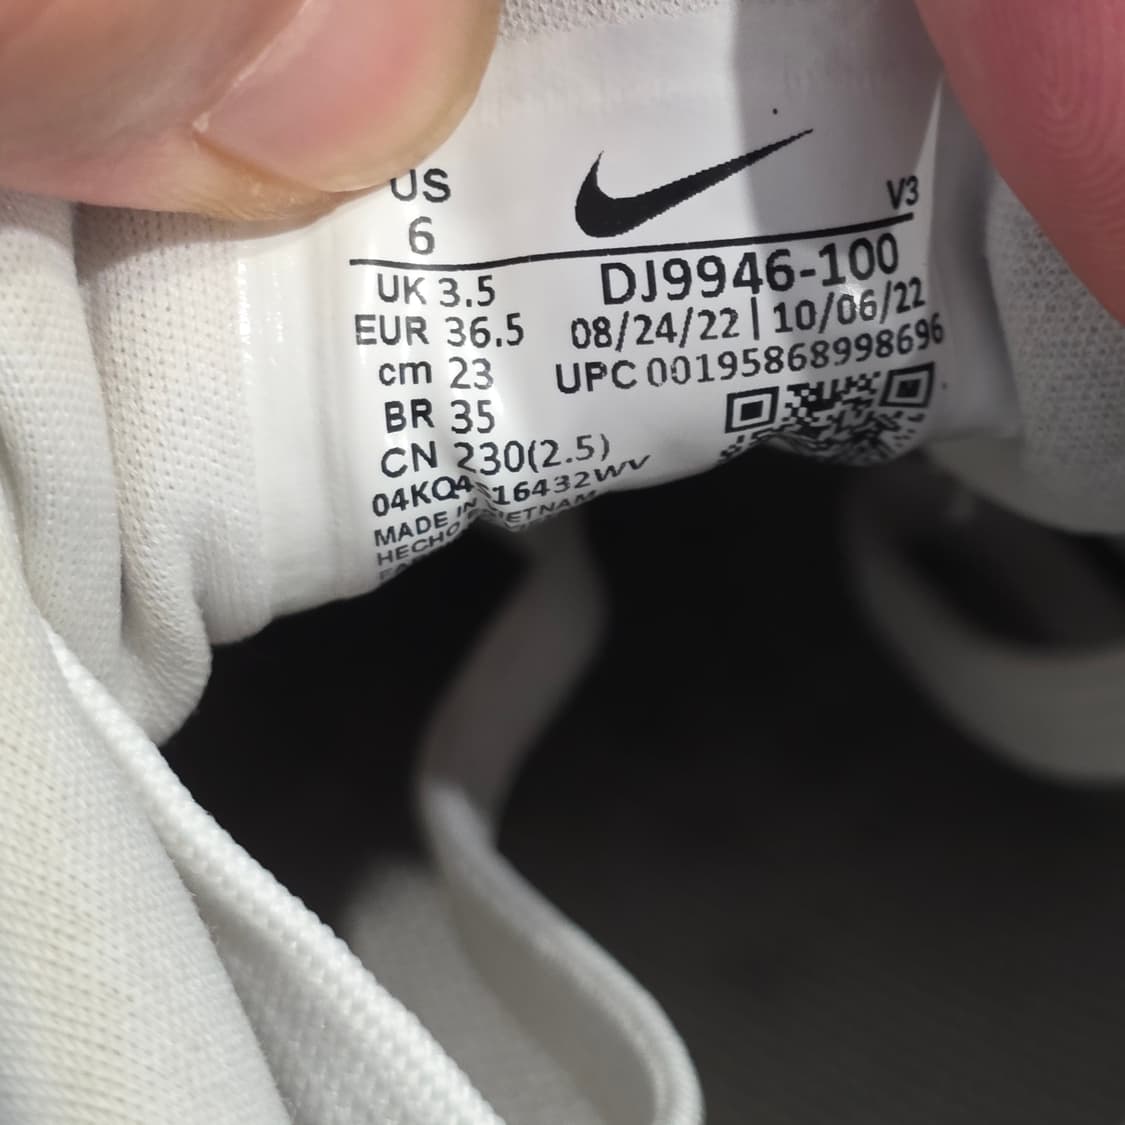 US
6
V3
UK 3.5
EUR 36.5
cm 23
BR 35
CN 230(2.5)
DJ9946-100
08/24/22 | 10/06/22
UPC 00195868998696
MADE IN
HECHO